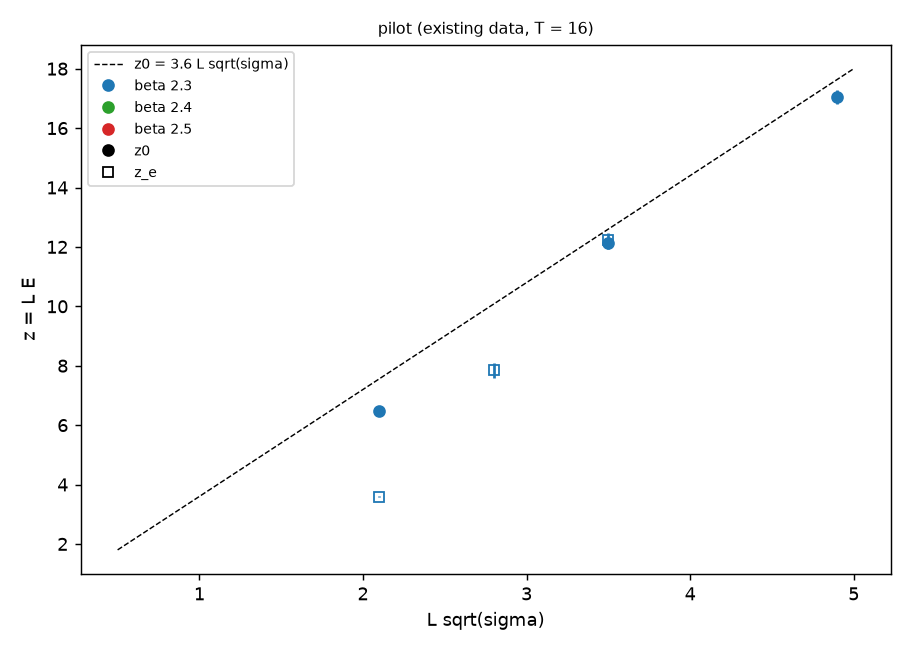 pilot (existing data, T = 16)
z0 = 3.6 L sqrt(sigma)
beta 2.3
beta 2.4
beta 2.5
z0
z_e
18
16
14
12
10
8
6
4
2
z = L E
1 2 3 4 5
L sqrt(sigma)